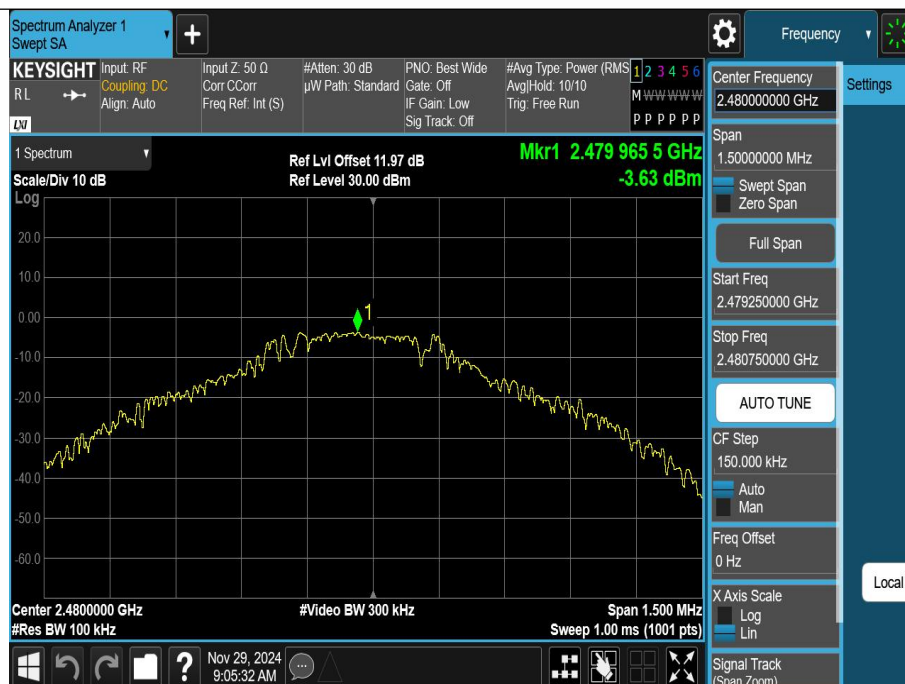 Spectrum Analyzer 1
Swept SA
+
Frequency
KEYSIGHT
RL
LXI
Input: RF
Coupling: DC
Align: Auto
Input Z: 50 Ω
Corr CCorr
Freq Ref: Int (S)
#Atten: 30 dB
µW Path: Standard
PNO: Best Wide
Gate: Off
IF Gain: Low
Sig Track: Off
#Avg Type: Power (RMS
Avg|Hold: 10/10
Trig: Free Run
1 2 3 4 5 6
M W W W W W
P P P P P P
Center Frequency
2.480000000 GHz
Settings
Span
1.50000000 MHz
Swept Span
Zero Span
Full Span
Start Freq
2.479250000 GHz
Stop Freq
2.480750000 GHz
AUTO TUNE
CF Step
150.000 kHz
Auto
Man
Freq Offset
0 Hz
X Axis Scale
Log
Lin
Signal Track
(Span Zoom)
Local
1 Spectrum
Scale/Div 10 dB
Log
Ref Lvl Offset 11.97 dB
Ref Level 30.00 dBm
Mkr1 2.479 965 5 GHz
-3.63 dBm
1
20.0
10.0
0.00
-10.0
-20.0
-30.0
-40.0
-50.0
-60.0
Center 2.4800000 GHz
#Res BW 100 kHz
#Video BW 300 kHz
Span 1.500 MHz
Sweep 1.00 ms (1001 pts)
?
Nov 29, 2024
9:05:32 AM